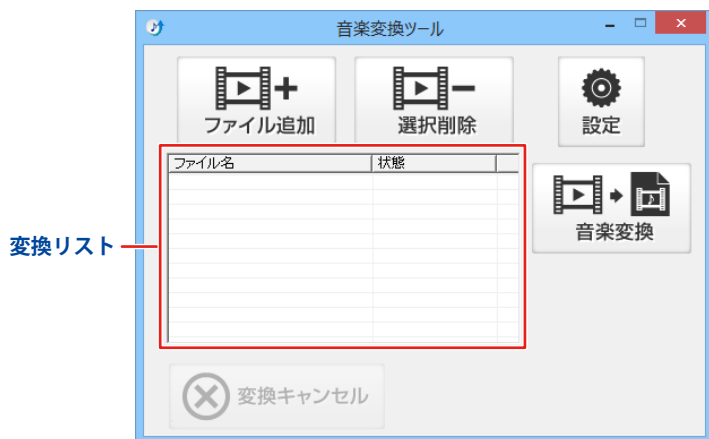 音楽変換ツール
ファイル追加
選択削除
設定
ファイル名
状態
音楽変換
変換リスト
変換キャンセル